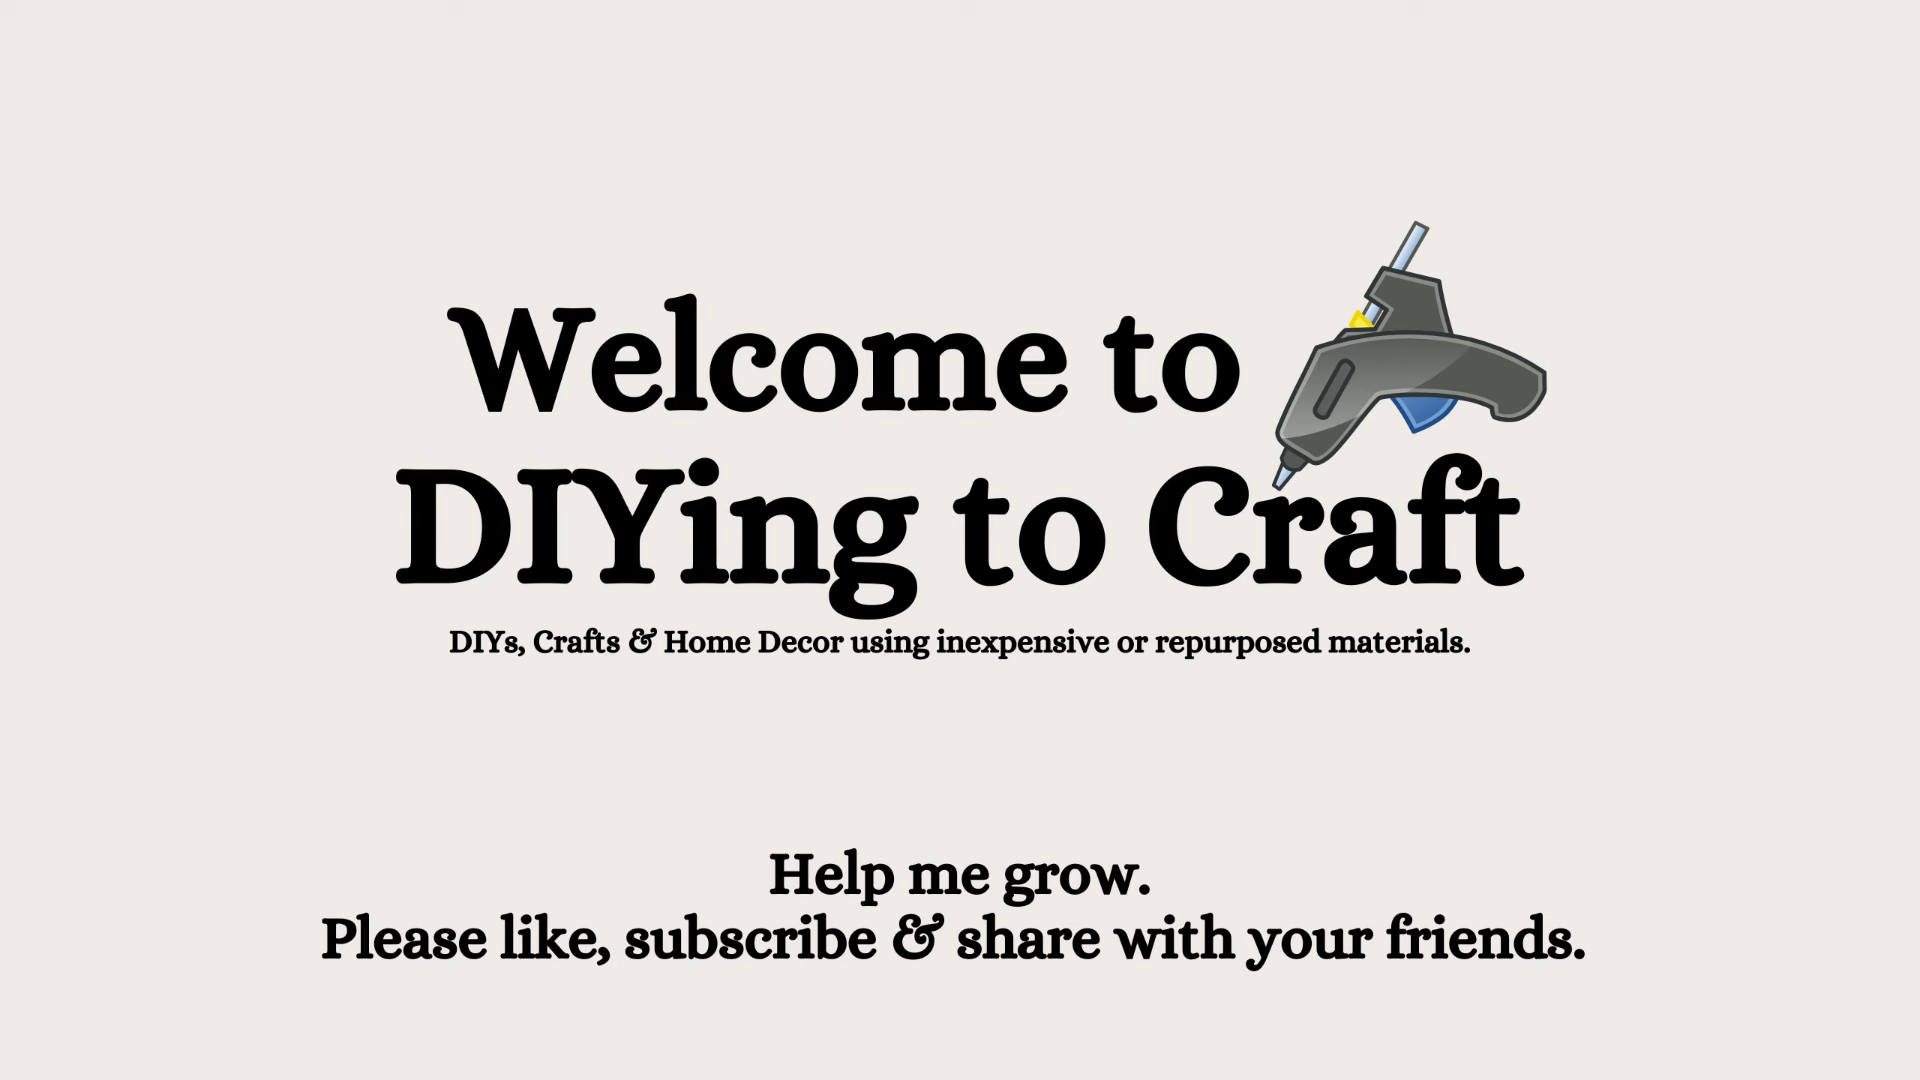 Welcome to
DIYing to Craft
DIYs, Crafts & Home Decor using inexpensive or repurposed materials.
Help me grow.
Please like, subscribe & share with your friends.